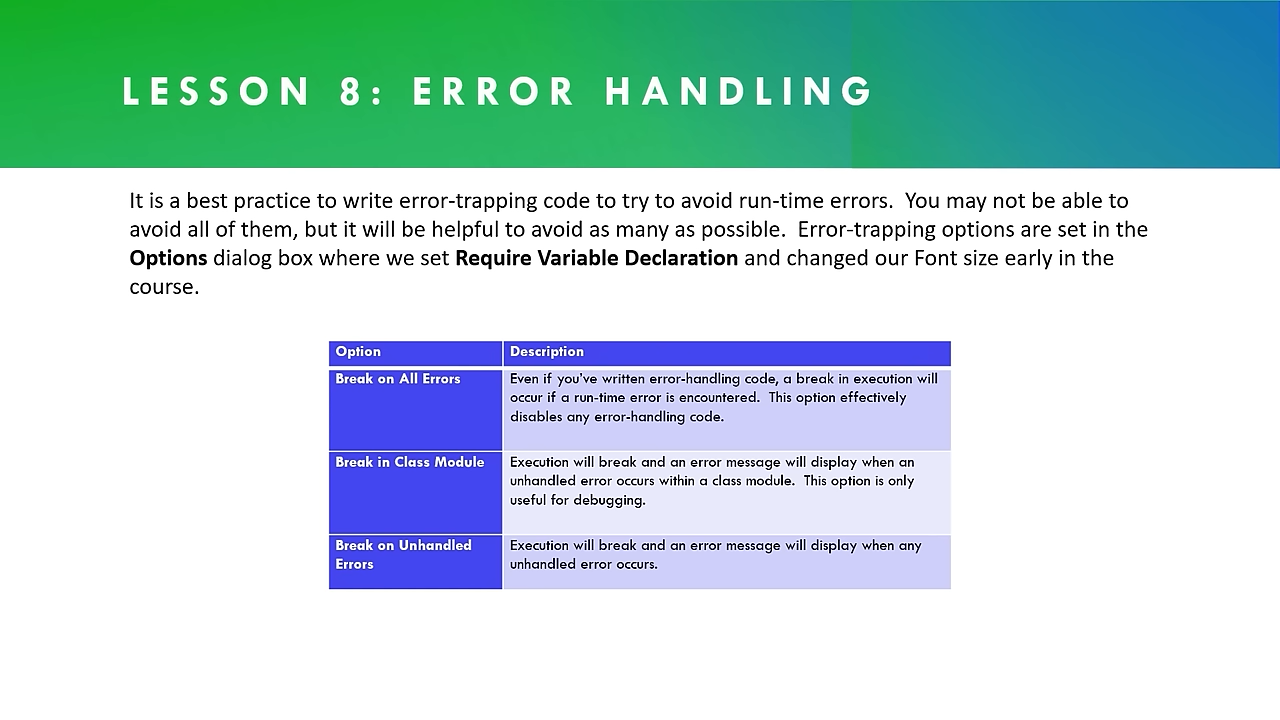 LESSON 8: ERROR HANDLING
It is a best practice to write error-trapping code to try to avoid run-time errors.  You may not be able to
avoid all of them, but it will be helpful to avoid as many as possible.  Error-trapping options are set in the
Options dialog box where we set Require Variable Declaration and changed our Font size early in the
course.
Option
Description
Break on All Errors
Even if you've written error-handling code, a break in execution will
occur if a run-time error is encountered.  This option effectively
disables any error-handling code.
Break in Class Module
Execution will break and an error message will display when an
unhandled error occurs within a class module.  This option is only
useful for debugging.
Break on Unhandled
Errors
Execution will break and an error message will display when any
unhandled error occurs.